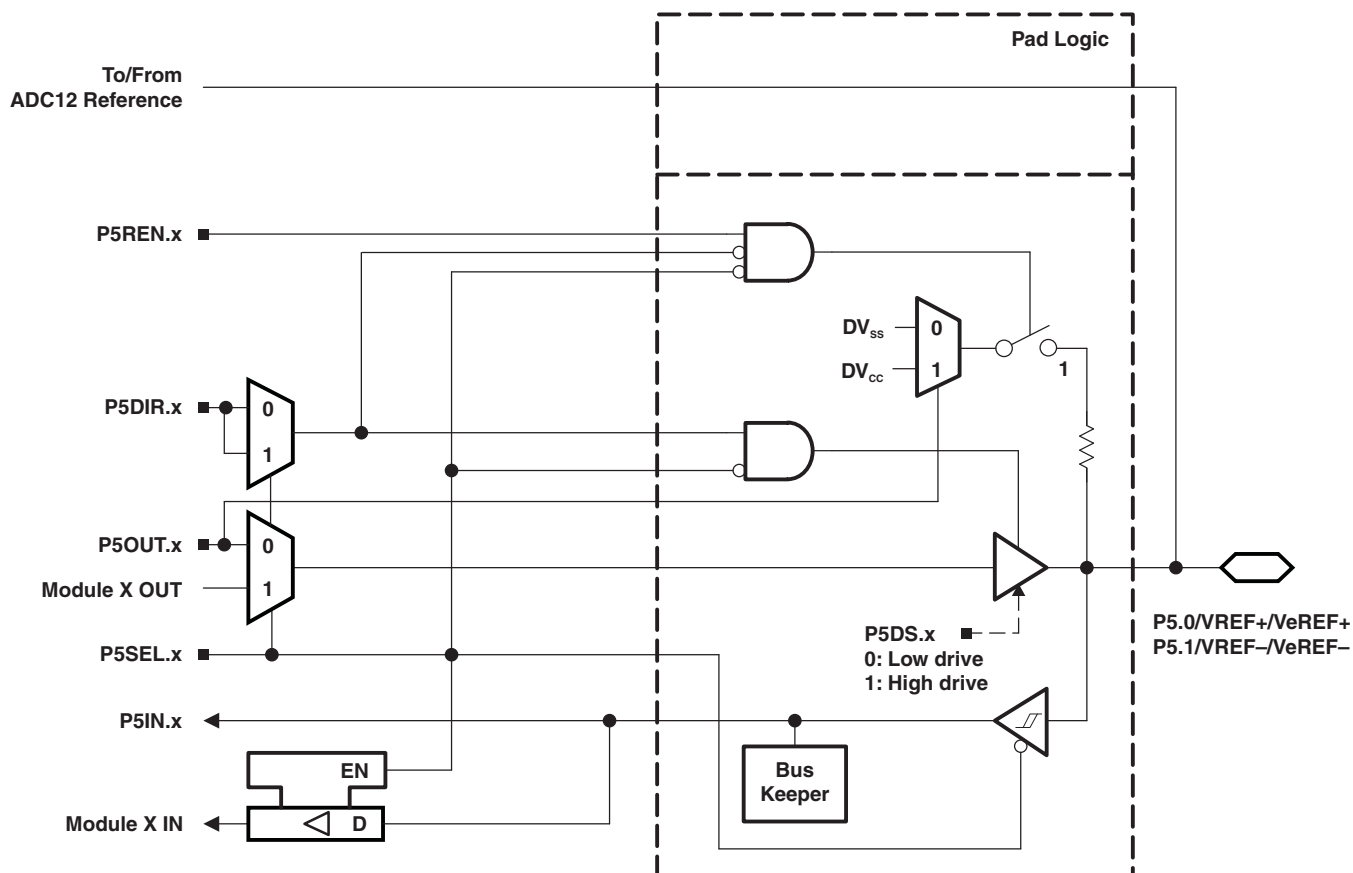 Pad Logic
To/From
ADC12 Reference
P5REN.x
DVSS
0
DVCC
1
1
P5DIR.x
0
1
P5OUT.x
0
Module X OUT
1
P5DS.x
0: Low drive
1: High drive
P5.0/VREF+/VeREF+
P5.1/VREF–/VeREF–
P5SEL.x
P5IN.x
Bus
Keeper
EN
Module X IN
D